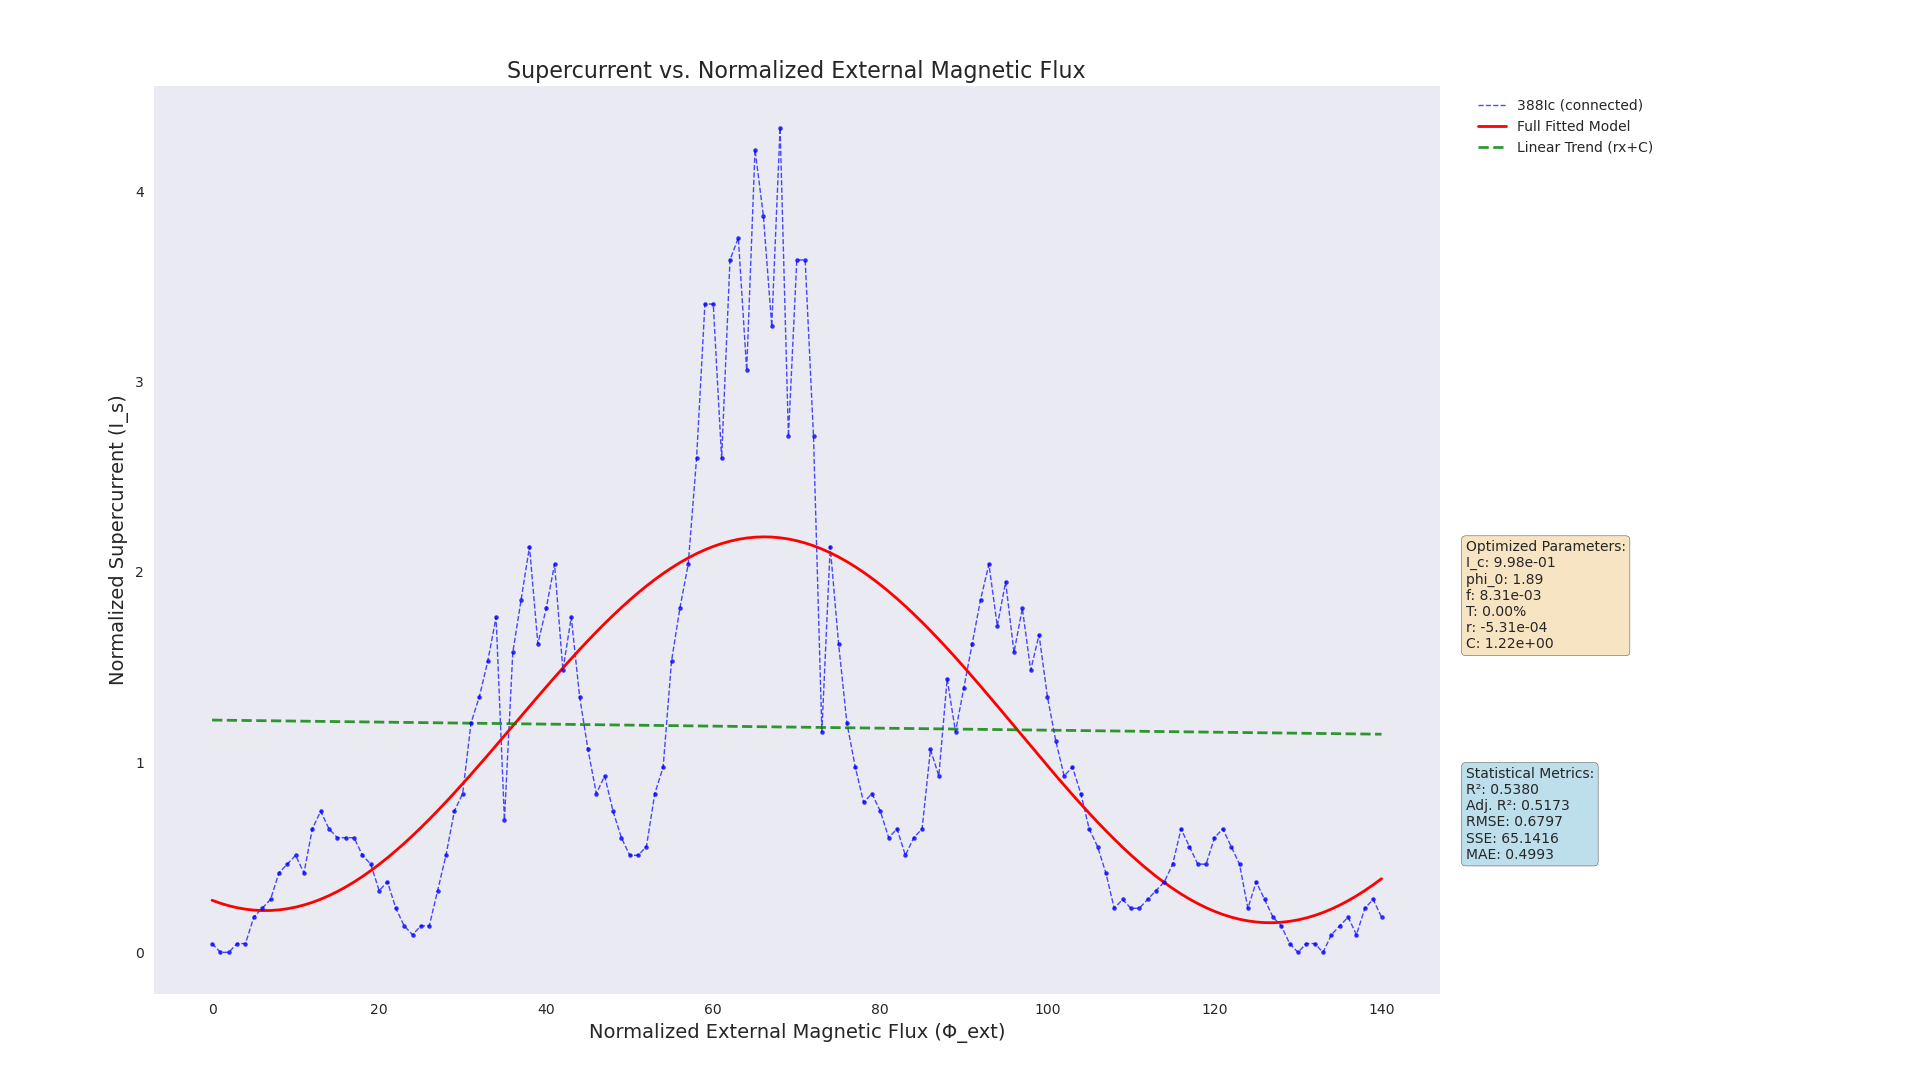 Supercurrent vs. Normalized External Magnetic Flux
388Ic (connected)
Full Fitted Model
Linear Trend (rx+C)
Normalized Supercurrent (I_s)
4
3
2
1
0
0 20 40 60 80 100 120 140
Normalized External Magnetic Flux (Φ_ext)
Optimized Parameters:
I_c: 9.98e-01
phi_0: 1.89
f: 8.31e-03
T: 0.00%
r: -5.31e-04
C: 1.22e+00
Statistical Metrics:
R²: 0.5380
Adj. R²: 0.5173
RMSE: 0.6797
SSE: 65.1416
MAE: 0.4993